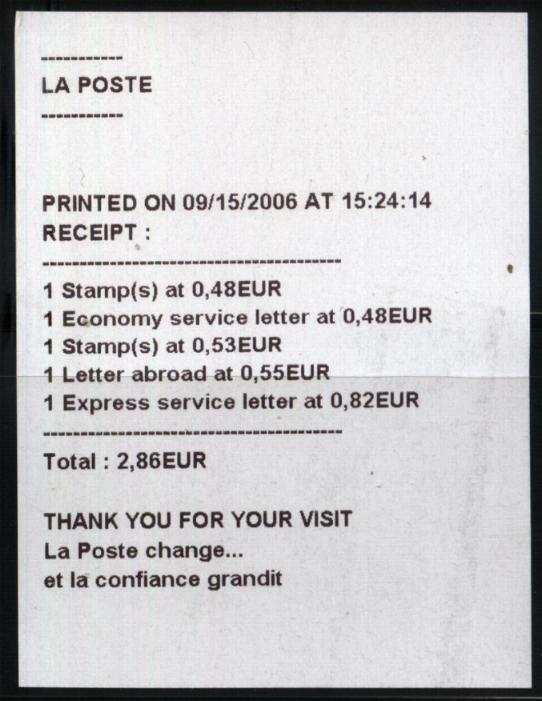 -----------
LA POSTE
-----------
PRINTED ON 09/15/2006 AT 15:24:14
RECEIPT :
----------------------------------------
1 Stamp(s) at 0,48EUR
1 Economy service letter at 0,48EUR
1 Stamp(s) at 0,53EUR
1 Letter abroad at 0,55EUR
1 Express service letter at 0,82EUR
----------------------------------------
Total : 2,86EUR
THANK YOU FOR YOUR VISIT
La Poste change...
et la confiance grandit